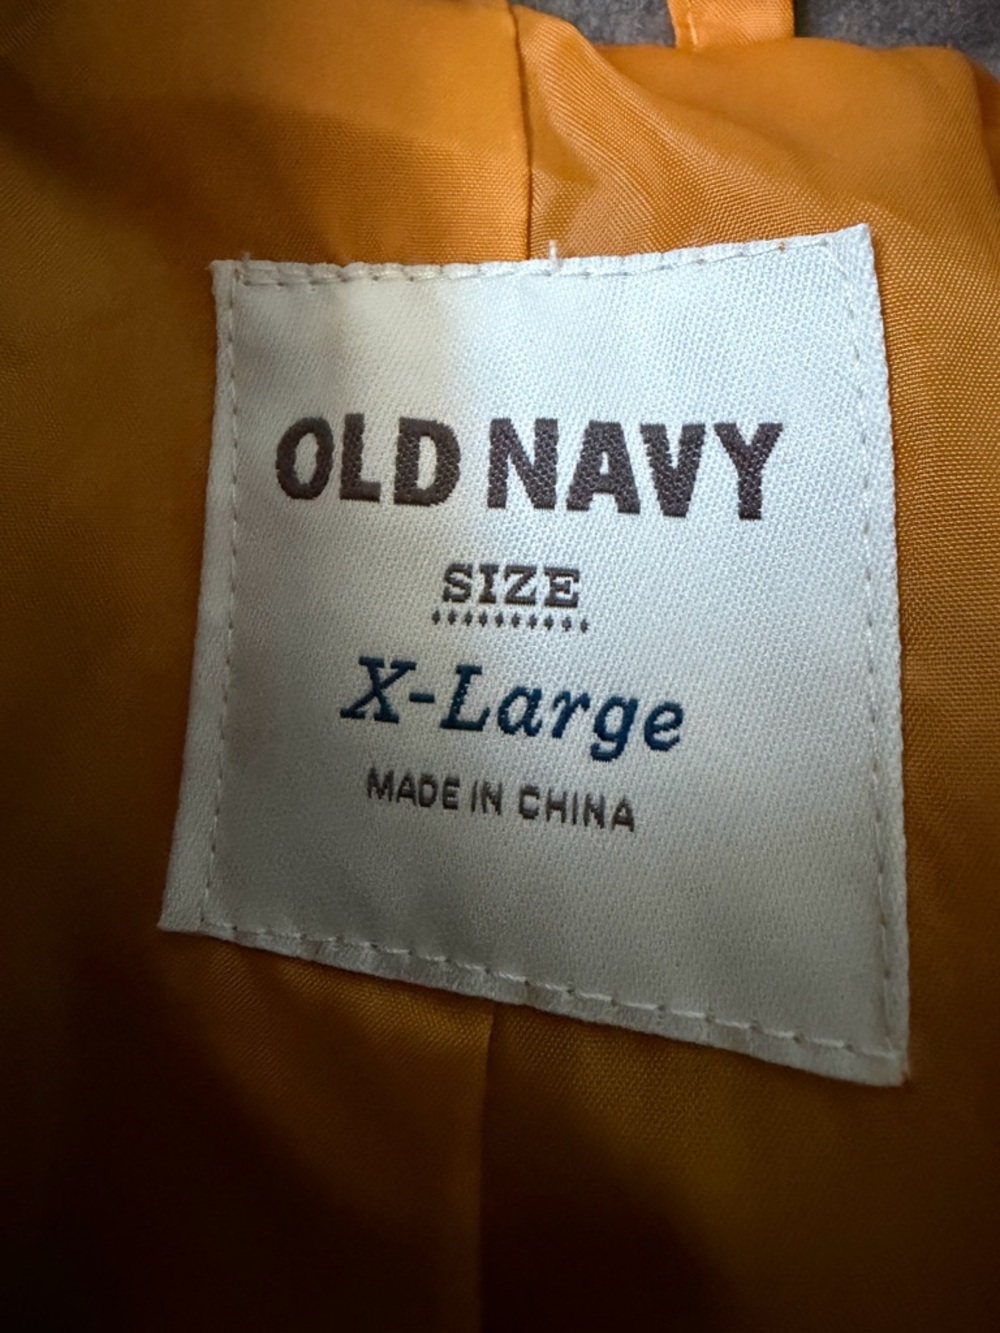 OLD NAVY
SIZE
X-Large
MADE IN CHINA